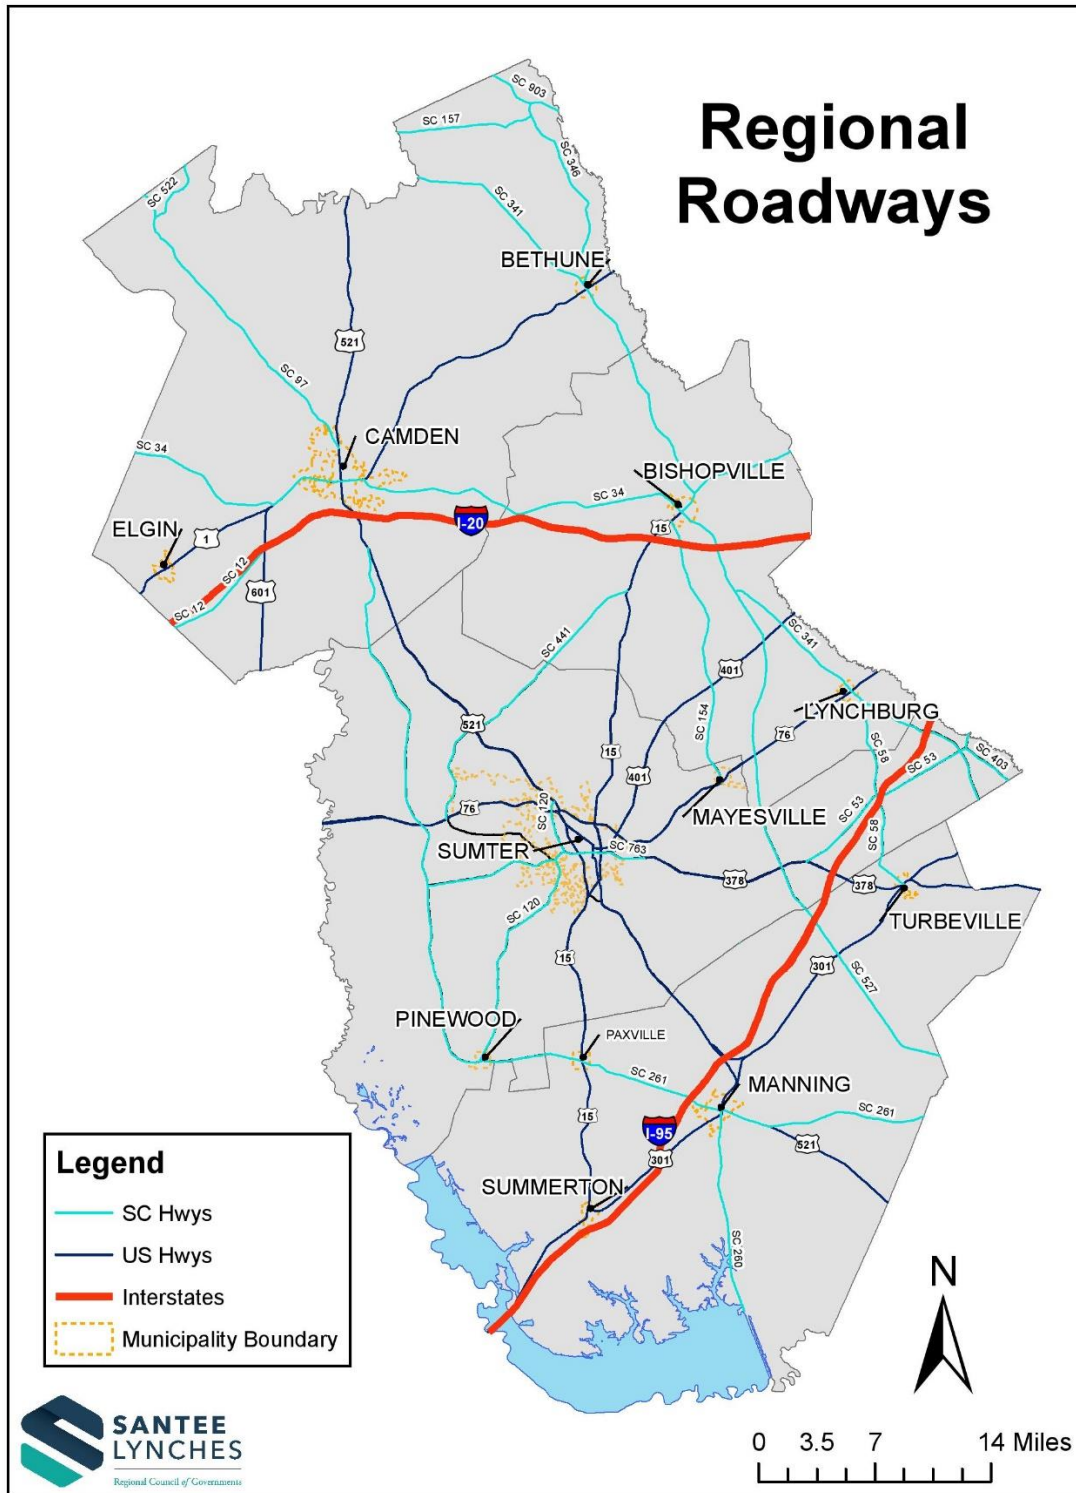 Regional
Roadways
SC 903
SC 157
SC 346
SC 522
SC 341
BETHUNE
521
SC 97
CAMDEN
SC 34
BISHOPVILLE
SC 34
I-20
15
ELGIN
1
SC 12
601
SC 12
SC 441
SC 341
401
LYNCHBURG
SC 154
521
76
SC 58
SC 403
15
SC 53
401
MAYESVILLE
76
SC 120
SC 53
SUMTER
SC 763
SC 58
378
378
TURBEVILLE
SC 120
15
301
SC 527
PINEWOOD
PAXVILLE
SC 261
MANNING
15
SC 261
I-95
521
301
SUMMERTON
SC 260
Legend
SC Hwys
US Hwys
Interstates
Municipality Boundary
N
SANTEE
LYNCHES
Regional Council of Governments
0 3.5 7 14 Miles